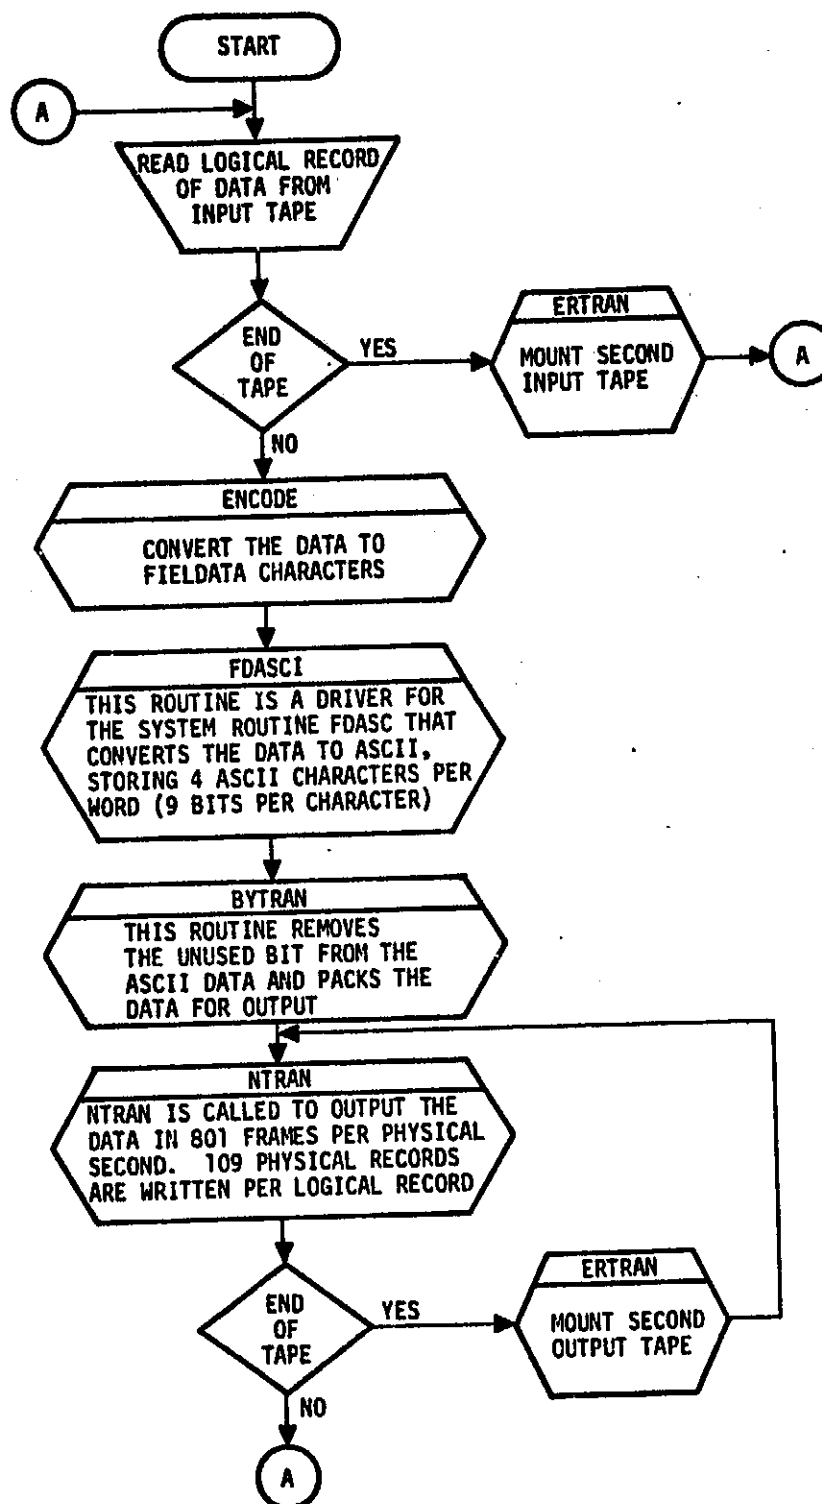 START
A
READ LOGICAL RECORD
OF DATA FROM
INPUT TAPE
END
OF
TAPE
YES
ERTRAN
MOUNT SECOND
INPUT TAPE
A
NO
ENCODE
CONVERT THE DATA TO
FIELDATA CHARACTERS
FDASCI
THIS ROUTINE IS A DRIVER FOR
THE SYSTEM ROUTINE FDASC THAT
CONVERTS THE DATA TO ASCII,
STORING 4 ASCII CHARACTERS PER
WORD (9 BITS PER CHARACTER)
BYTRAN
THIS ROUTINE REMOVES
THE UNUSED BIT FROM THE
ASCII DATA AND PACKS THE
DATA FOR OUTPUT
NTRAN
NTRAN IS CALLED TO OUTPUT THE
DATA IN 801 FRAMES PER PHYSICAL
SECOND. 109 PHYSICAL RECORDS
ARE WRITTEN PER LOGICAL RECORD
END
OF
TAPE
YES
ERTRAN
MOUNT SECOND
OUTPUT TAPE
NO
A